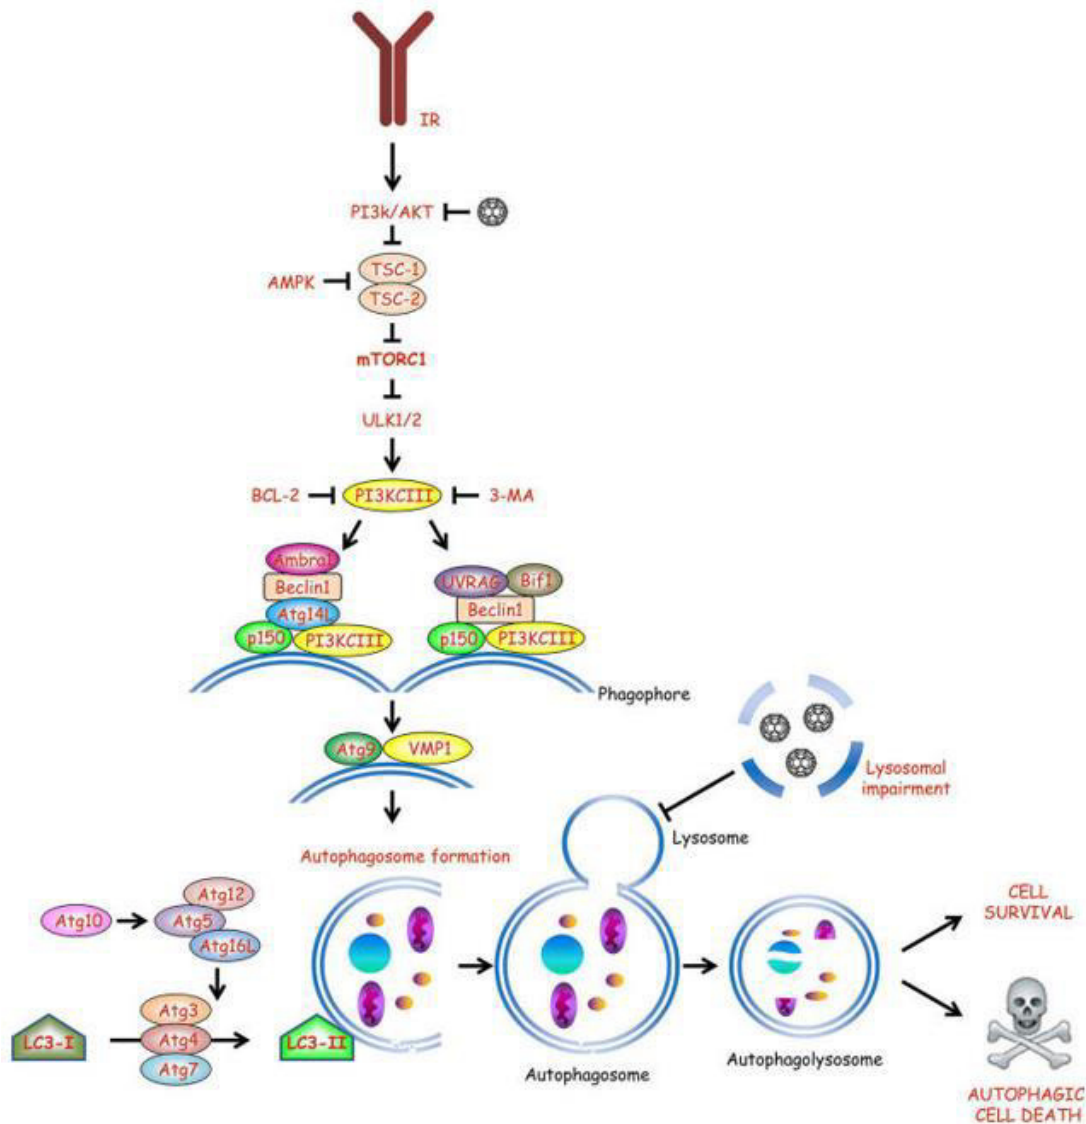 IR
PI3k/AKT
TSC-1
AMPK
TSC-2
mTORC1
ULK1/2
BCL-2
PI3KCIII
3-MA
Ambra1
Beclin1
Atg14L
p150
PI3KCIII
UVRAG
Bif1
Beclin1
p150
PI3KCIII
Phagophore
Atg9
VMP1
Lysosomal
impairment
Lysosome
Autophagosome formation
Atg12
Atg10
Atg5
Atg16L
Atg3
LC3-I
Atg4
Atg7
LC3-II
Autophagosome
Autophagolysosome
CELL
SURVIVAL
AUTOPHAGIC
CELL DEATH